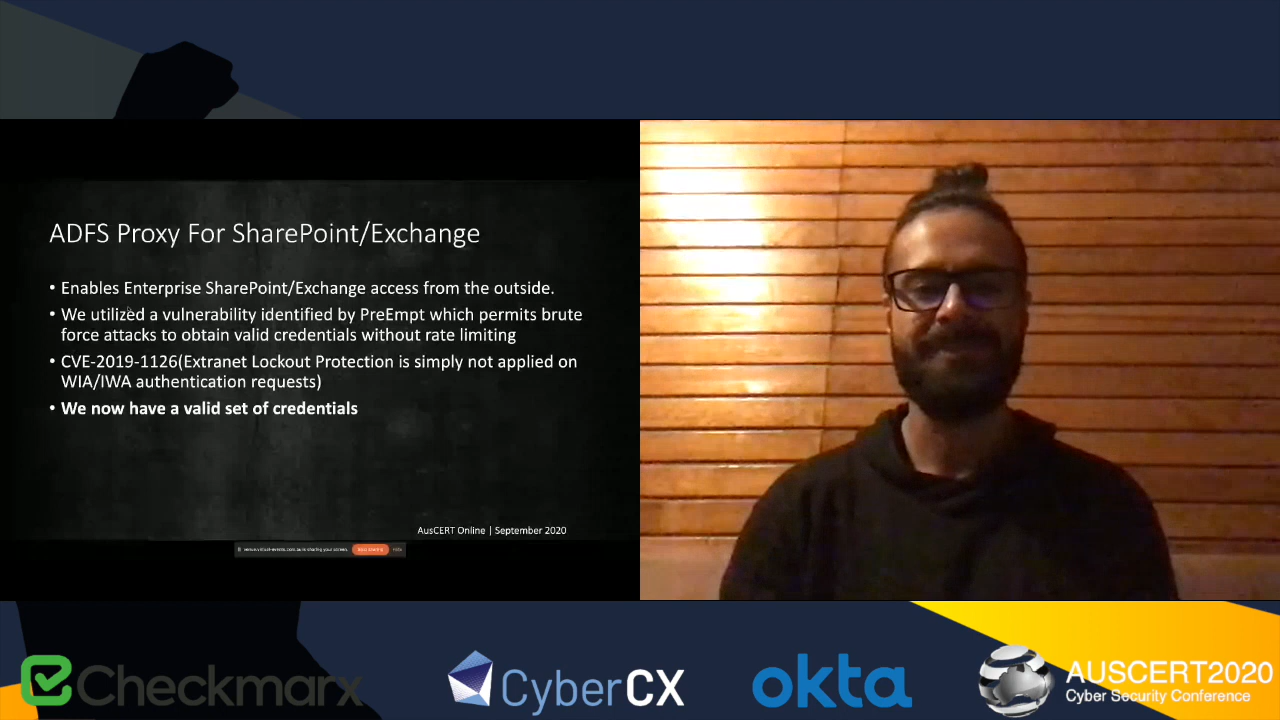 ADFS Proxy For SharePoint/Exchange
• Enables Enterprise SharePoint/Exchange access from the outside.
• We utilized a vulnerability identified by PreEmpt which permits brute
force attacks to obtain valid credentials without rate limiting
• CVE-2019-1126(Extranet Lockout Protection is simply not applied on
WIA/IWA authentication requests)
• We now have a valid set of credentials
AusCERT Online | September 2020
Checkmarx
CyberCX
okta
AUSCERT2020
Cyber Security Conference